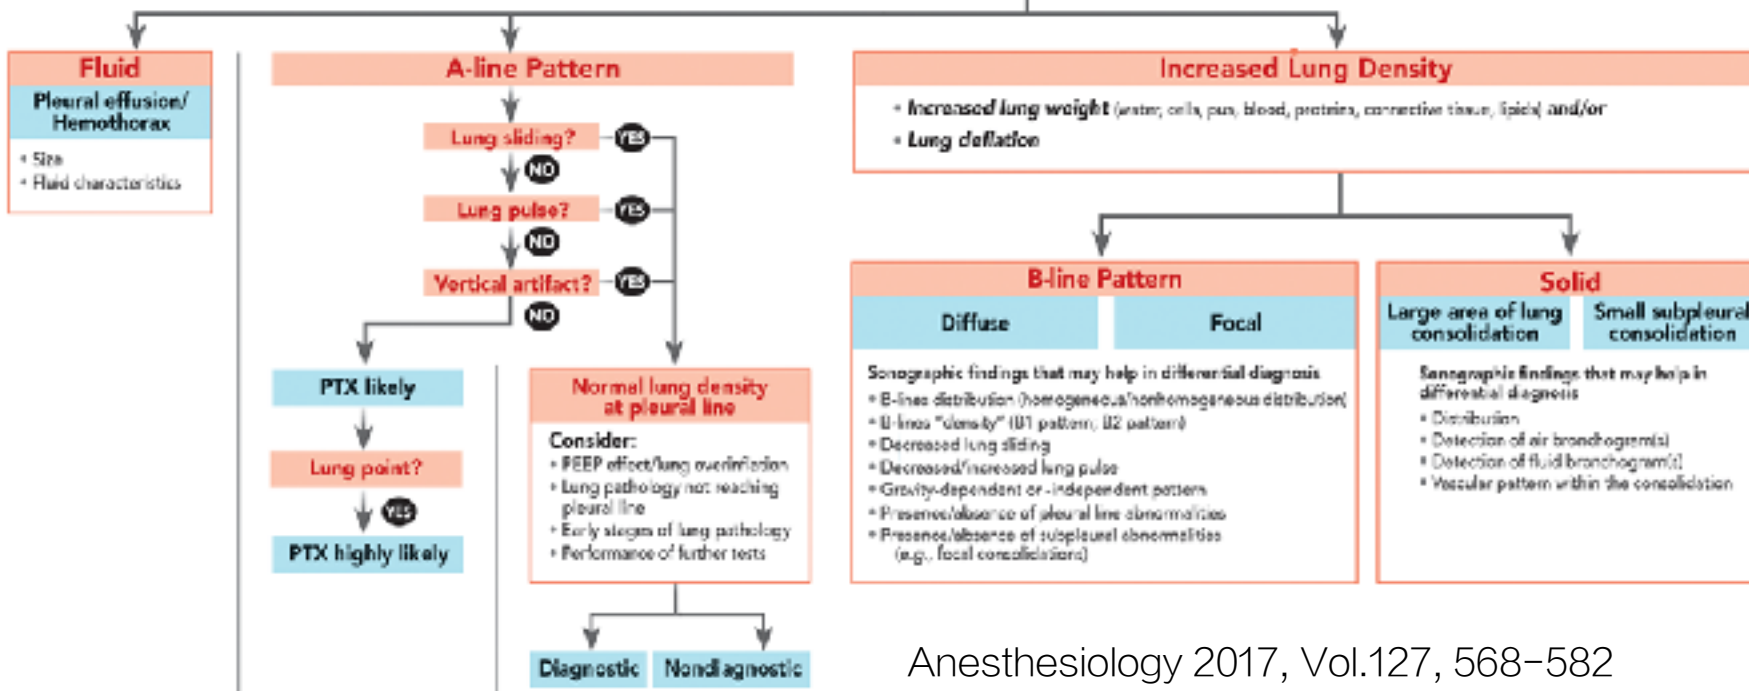 Fluid
Pleural effusion/
Hemothorax
• Size
• Fluid characteristics
A-line Pattern
Lung sliding?
YES
NO
Lung pulse?
YES
NO
Vertical artifact?
YES
NO
PTX likely
Lung point?
YES
PTX highly likely
Normal lung density
at pleural line
Consider:
• PEEP effect/lung overinflation
• Lung pathology not reaching
pleural line
• Early stages of lung pathology
• Performance of further tests
Diagnostic
Nondiagnostic
Increased Lung Density
• Increased lung weight (water, cells, pus, blood, proteins, connective tissue, lipids) and/or
• Lung deflation
B-line Pattern
Diffuse
Focal
Sonographic findings that may help in differential diagnosis
• B-lines distribution (homogeneous/nonhomogeneous distribution)
• B-lines "density" (B1 pattern, B2 pattern)
• Decreased lung sliding
• Decreased/increased lung pulse
• Gravity-dependent or -independent pattern
• Presence/absence of pleural line abnormalities
• Presence/absence of subpleural abnormalities
(e.g., focal consolidations)
Solid
Large area of lung
consolidation
Small subpleural
consolidation
Sonographic findings that may help in
differential diagnosis
• Distribution
• Detection of air bronchogram(s)
• Detection of fluid bronchogram(s)
• Vascular pattern within the consolidation
Anesthesiology 2017, Vol.127, 568-582